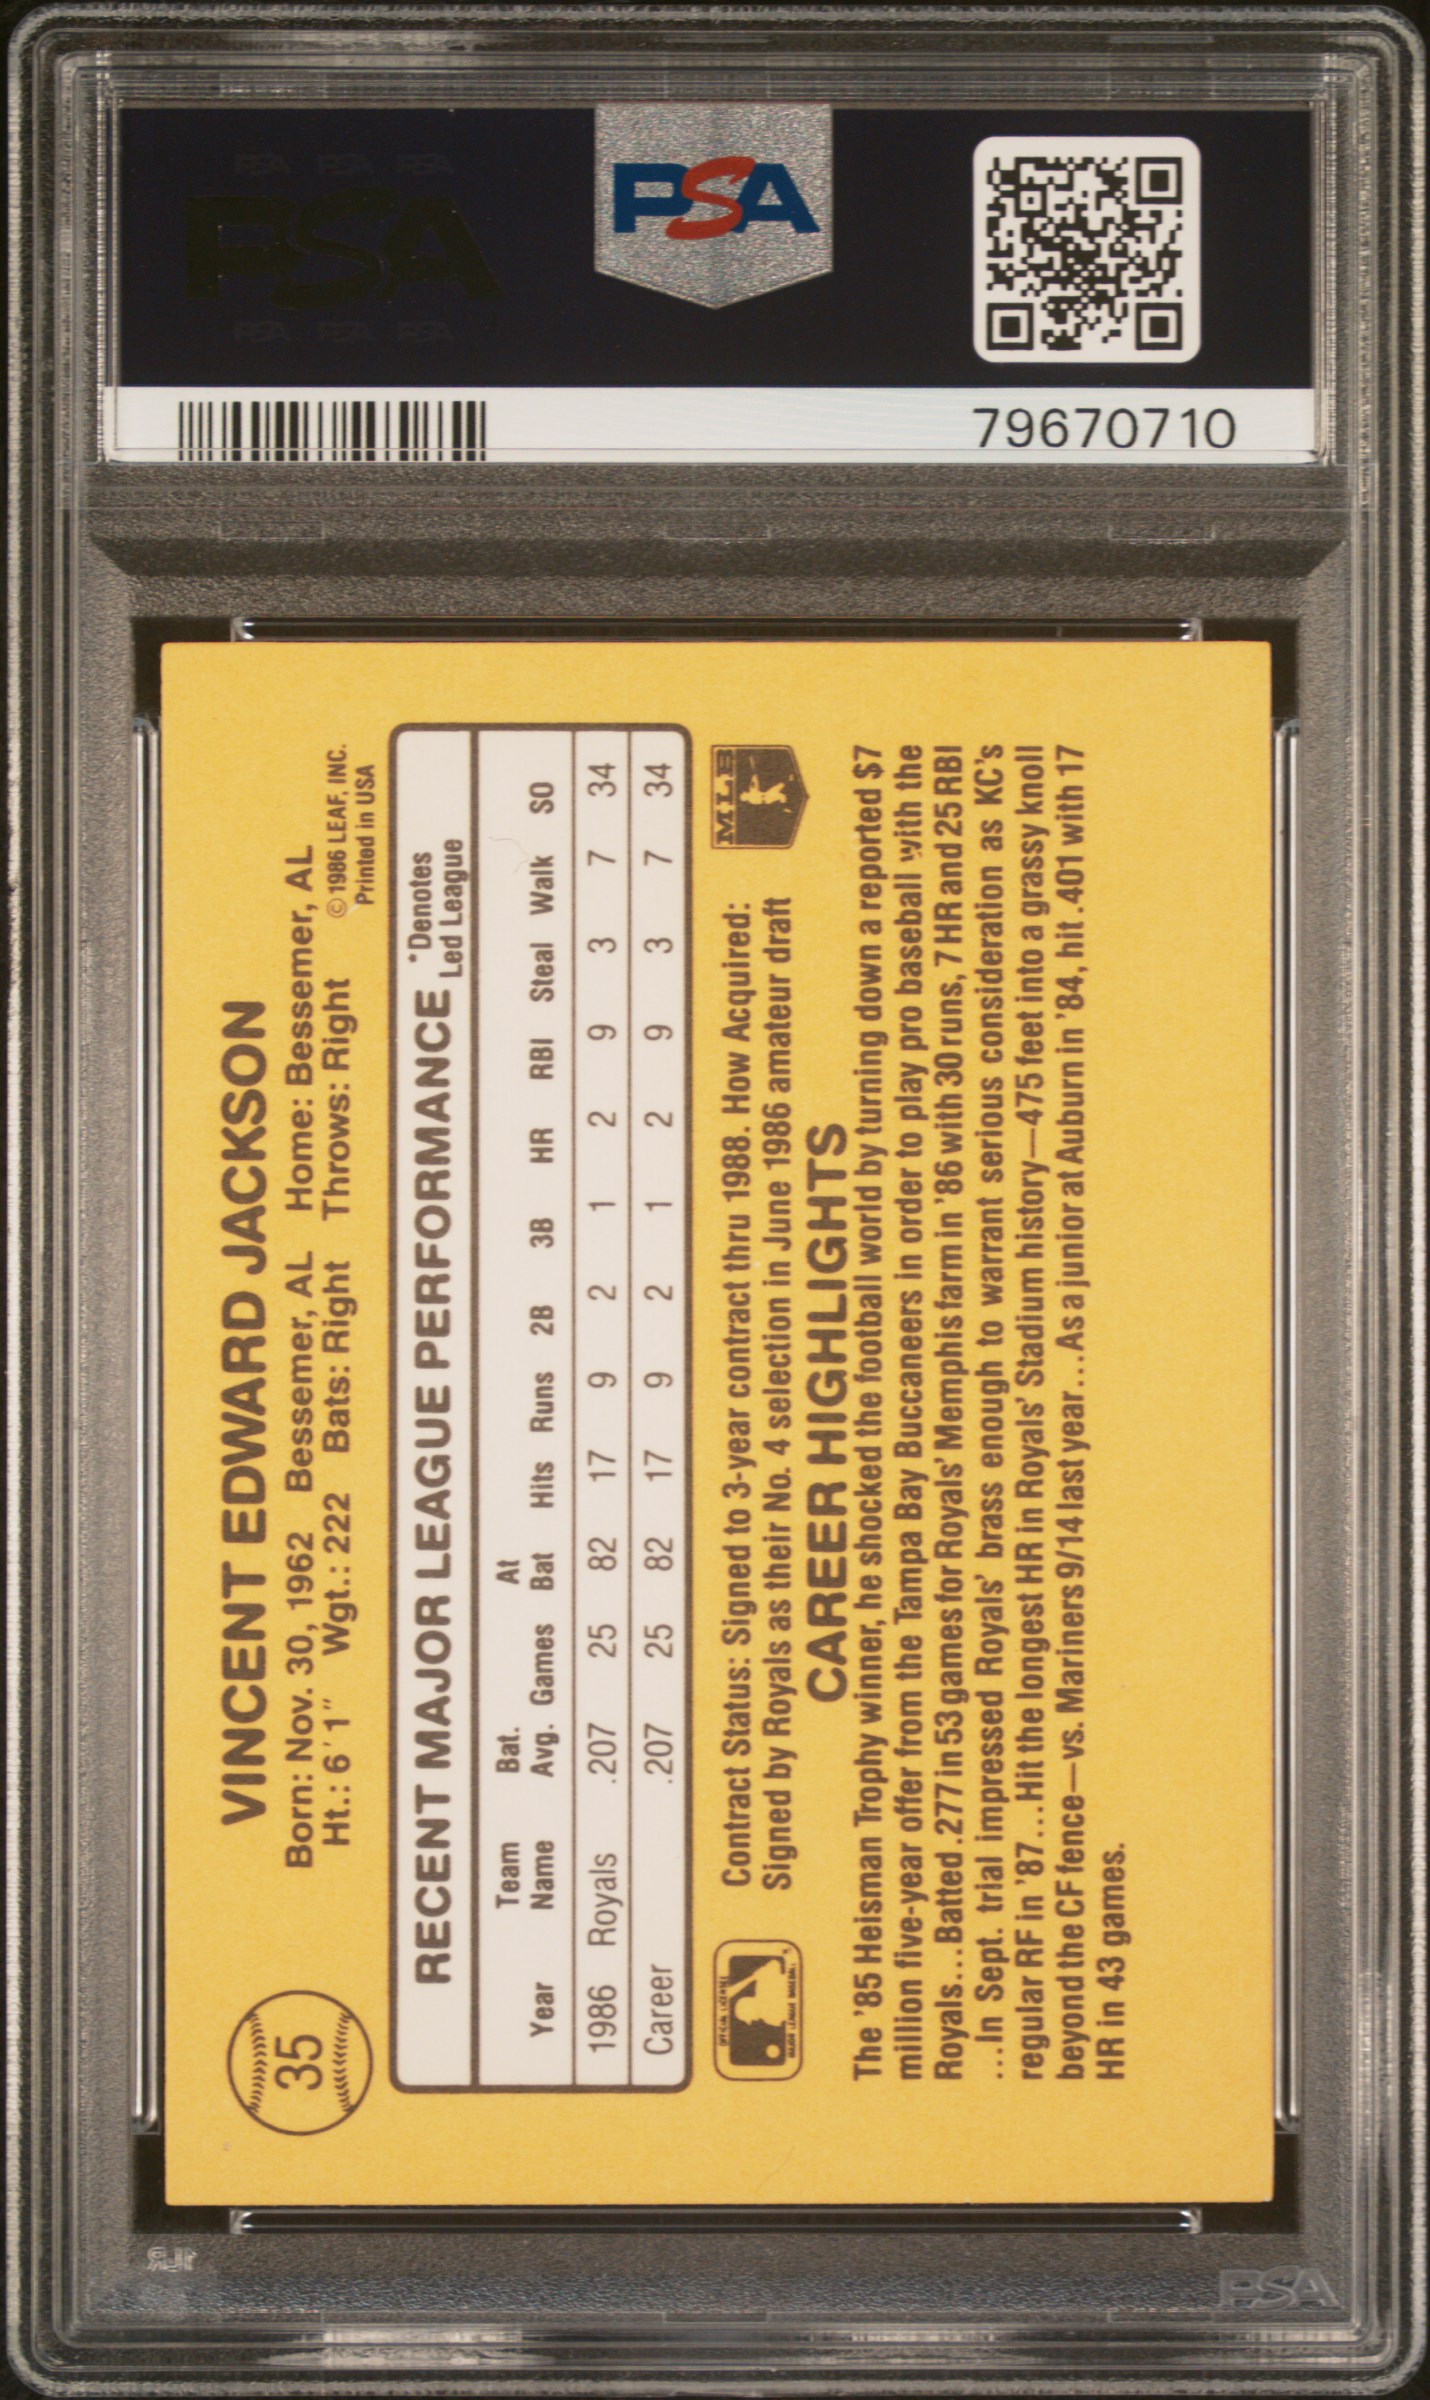 PSA PSA PSA
PSA
PSA PSA PSA
PSA
79670710
35
VINCENT EDWARD JACKSON
Born: Nov. 30, 1962 Bessemer, AL Home: Bessemer, AL
Ht.: 6'1" Wgt.: 222 Bats: Right Throws: Right
© 1986 LEAF, INC.
Printed in USA
RECENT MAJOR LEAGUE PERFORMANCE
*Denotes
Led League
Team Bat. At
Year Name Avg. Games Bat Hits Runs 2B 3B HR RBI Steal Walk SO
1986 Royals .207 25 82 17 9 2 1 2 9 3 7 34
Career .207 25 82 17 9 2 1 2 9 3 7 34
MLB
Contract Status: Signed to 3-year contract thru 1988. How Acquired:
Signed by Royals as their No. 4 selection in June 1986 amateur draft
CAREER HIGHLIGHTS
The '85 Heisman Trophy winner, he shocked the football world by turning down a reported $7
million five-year offer from the Tampa Bay Buccaneers in order to play pro baseball with the
Royals...Batted .277 in 53 games for Royals' Memphis farm in '86 with 30 runs, 7 HR and 25 RBI
...In Sept. trial impressed Royals' brass enough to warrant serious consideration as KC's
regular RF in '87...Hit the longest HR in Royals' Stadium history—475 feet into a grassy knoll
beyond the CF fence—vs. Mariners 9/14 last year...As a junior at Auburn in '84, hit .401 with 17
HR in 43 games.
PSA